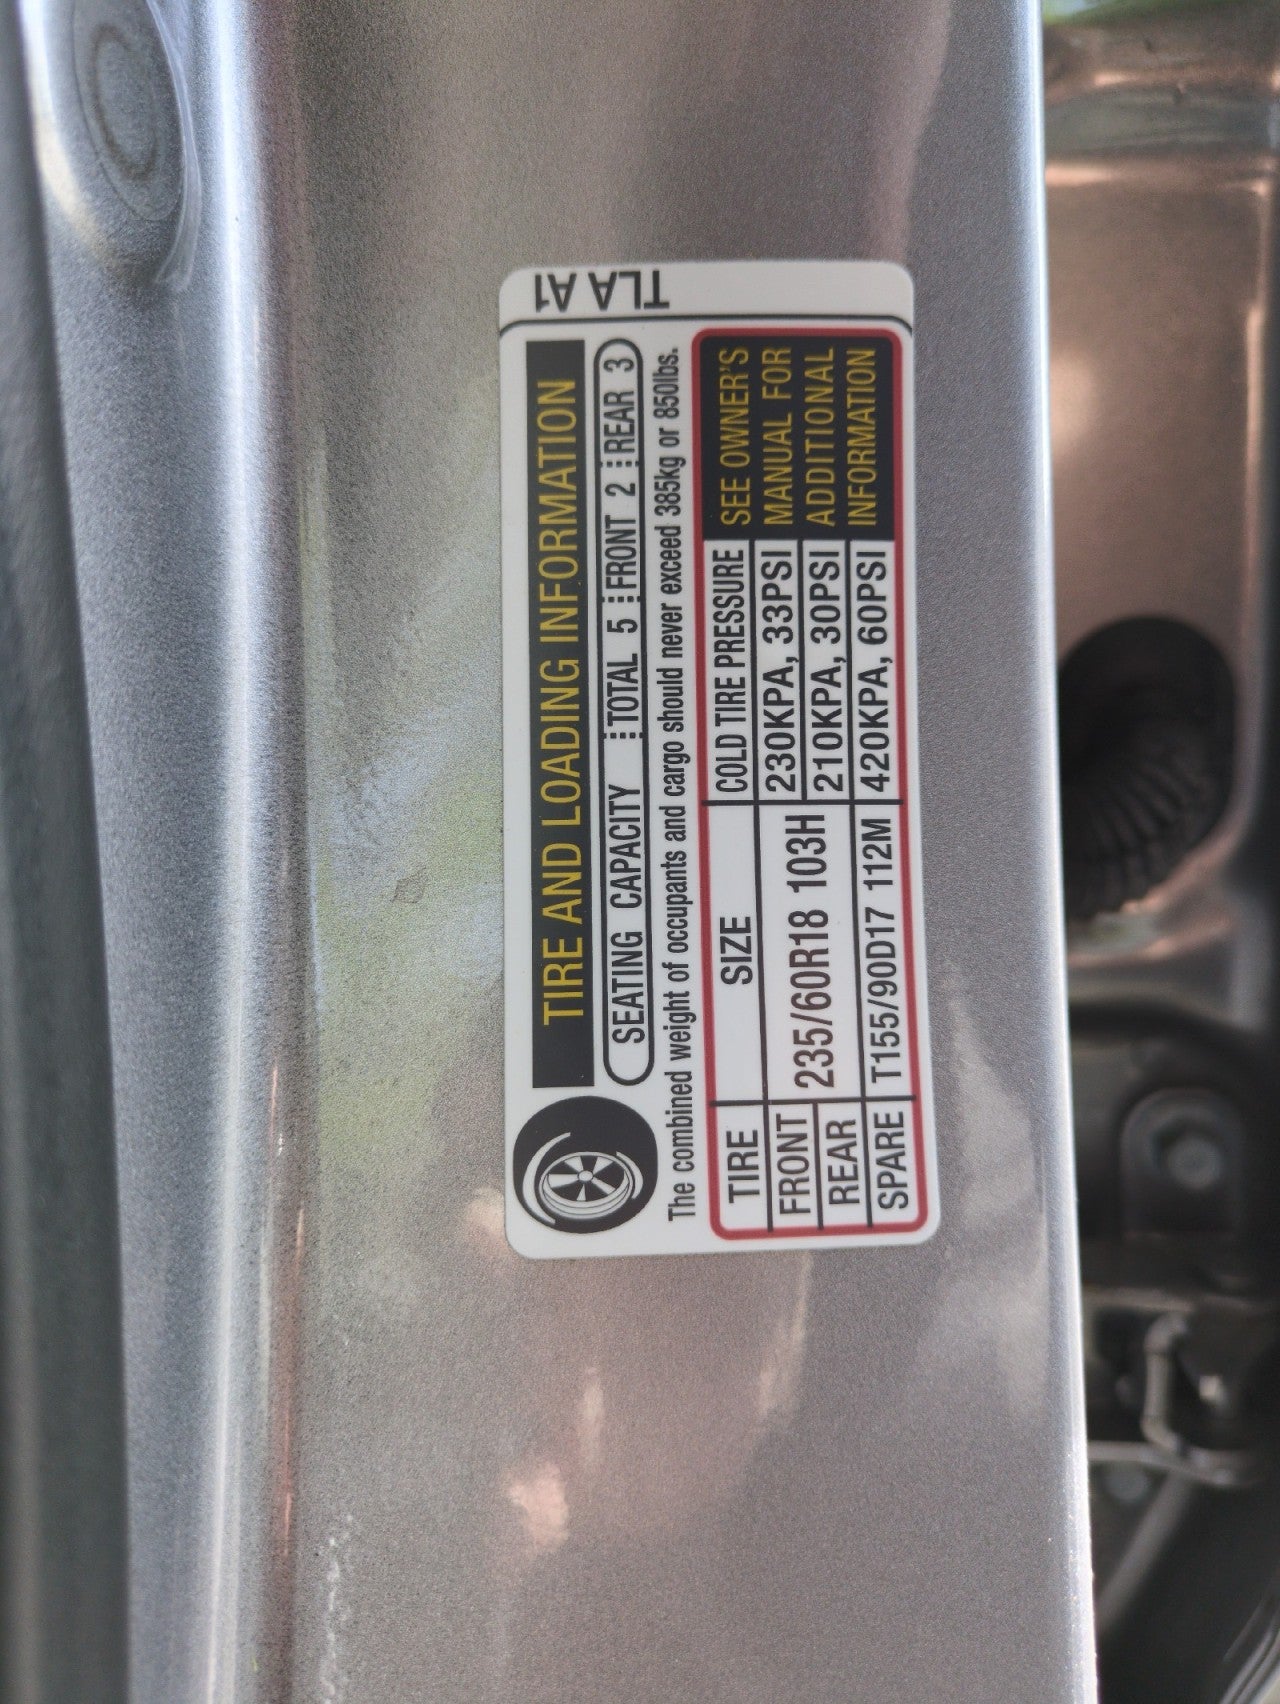 TLA A1
TIRE AND LOADING INFORMATION
SEATING CAPACITY TOTAL 5 FRONT 2 REAR 3
The combined weight of occupants and cargo should never exceed 385kg or 850lbs.
TIRE SIZE COLD TIRE PRESSURE
FRONT 235/60R18 103H 230KPA, 33PSI
REAR 210KPA, 30PSI
SPARE T155/90D17 112M 420KPA, 60PSI
SEE OWNER'S
MANUAL FOR
ADDITIONAL
INFORMATION